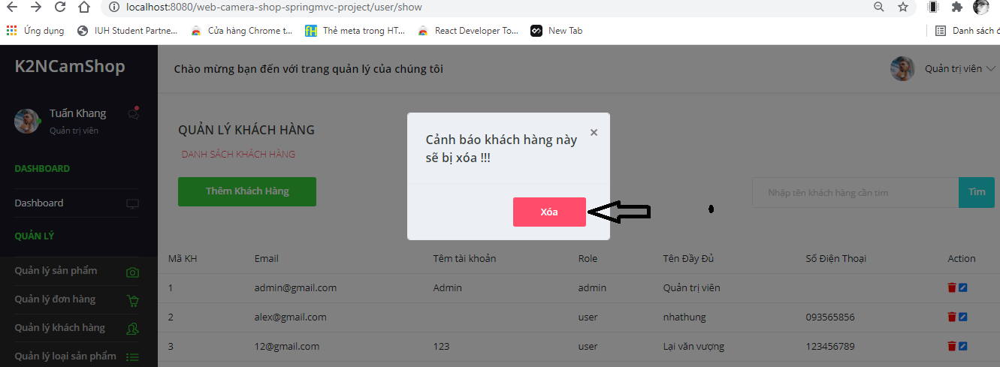 localhost:8080/web-camera-shop-springmvc-project/user/show
Ứng dụng IUH Student Partne... Cửa hàng Chrome t... Thẻ meta trong HT... React Developer To... New Tab Danh sách đ
K2NCamShop
Chào mừng bạn đến với trang quản lý của chúng tôi
Quản trị viên
Tuấn Khang
Quản trị viên
DASHBOARD
Dashboard
QUẢN LÝ
Quản lý sản phẩm
Quản lý đơn hàng
Quản lý khách hàng
Quản lý loại sản phẩm
QUẢN LÝ KHÁCH HÀNG
DANH SÁCH KHÁCH HÀNG
Thêm Khách Hàng
Cảnh báo khách hàng này
sẽ bị xóa !!!
×
Xóa
Nhập tên khách hàng cần tìm Tìm
Mã KH Email Têm tài khoản Role Tên Đầy Đủ Số Điện Thoại Action
1 admin@gmail.com Admin admin Quản trị viên
2 alex@gmail.com user nhathung 093565856
3 12@gmail.com 123 user Lại văn vượng 123456789